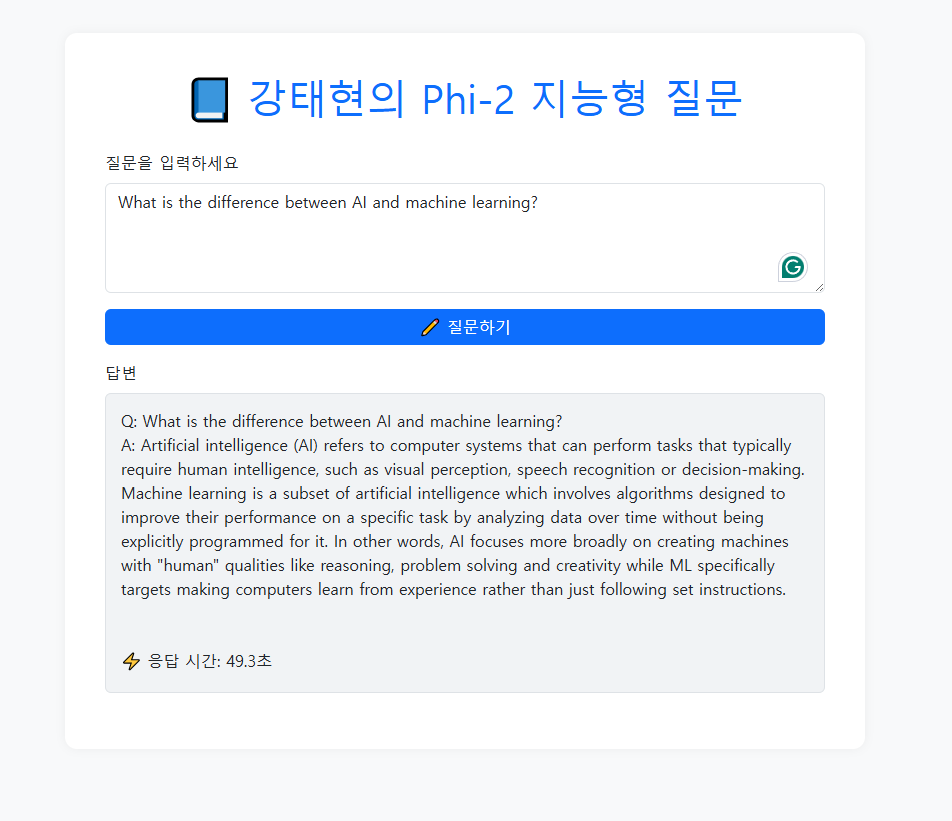 강태현의 Phi-2 지능형 질문
질문을 입력하세요
What is the difference between AI and machine learning?
질문하기
답변
Q: What is the difference between AI and machine learning?
A: Artificial intelligence (AI) refers to computer systems that can perform tasks that typically
require human intelligence, such as visual perception, speech recognition or decision-making.
Machine learning is a subset of artificial intelligence which involves algorithms designed to
improve their performance on a specific task by analyzing data over time without being
explicitly programmed for it. In other words, AI focuses more broadly on creating machines
with "human" qualities like reasoning, problem solving and creativity while ML specifically
targets making computers learn from experience rather than just following set instructions.
⚡ 응답 시간: 49.3초